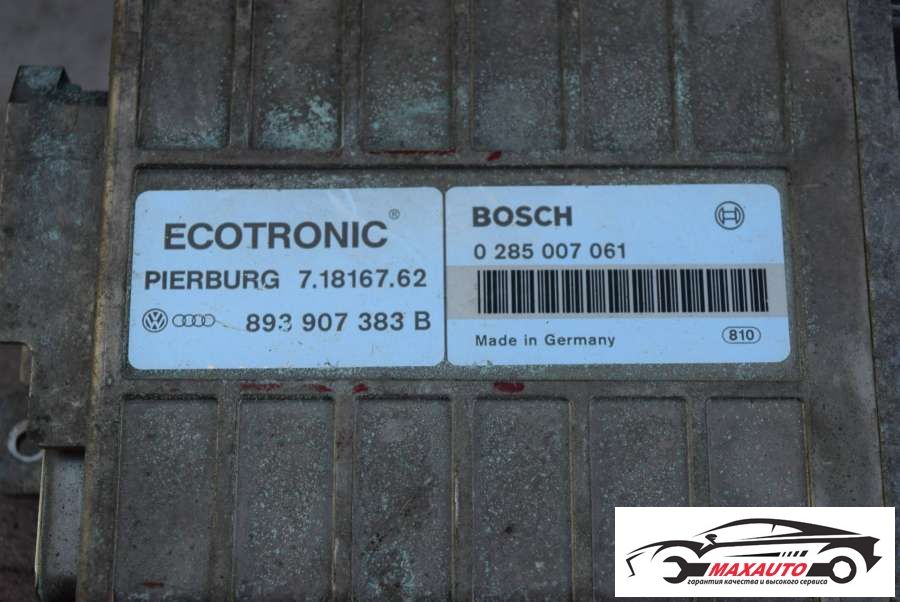 ECOTRONIC®
PIERBURG 7.18167.62
893 907 383 B
BOSCH
0 285 007 061
Made in Germany
810
MAXAUTO
гарантия качества и высокого сервиса